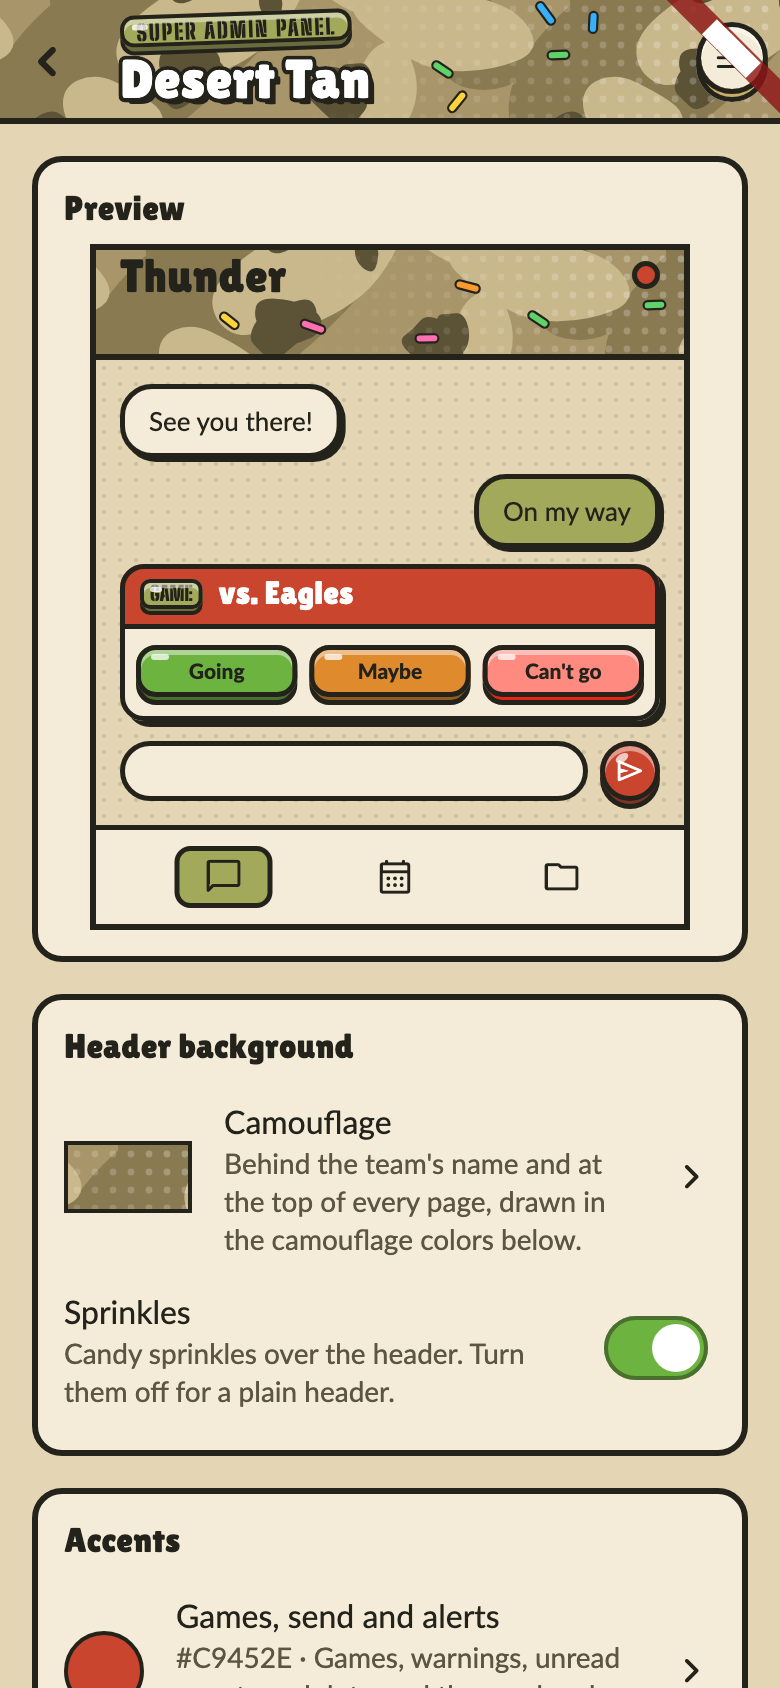 SUPER ADMIN PANEL
Desert Tan
Preview
Thunder
See you there!
On my way
GAME
vs. Eagles
Going
Maybe
Can't go
Header background
Camouflage
Behind the team's name and at
the top of every page, drawn in
the camouflage colors below.
Sprinkles
Candy sprinkles over the header. Turn
them off for a plain header.
Accents
Games, send and alerts
#C9452E · Games, warnings, unread